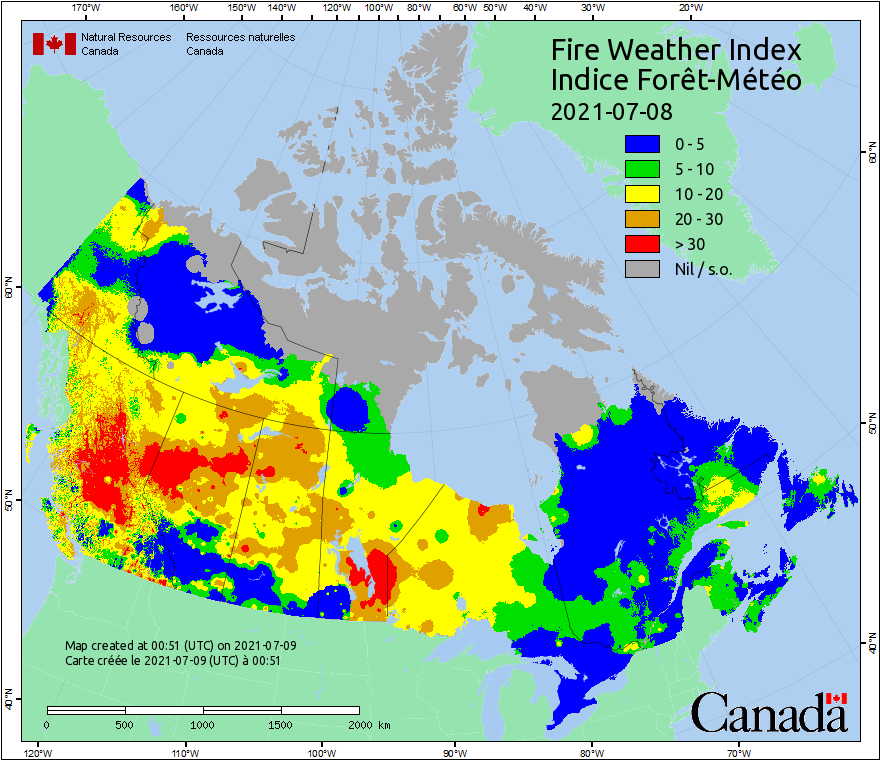 170°W 160°W 150°W 140°W 130°W 120°W 110°W 100°W 90°W 80°W 70°W 60°W 50°W 40°W 30°W 20°W
Natural Resources Ressources naturelles
Canada Canada
Fire Weather Index
Indice Forêt-Météo
2021-07-08
0 - 5
5 - 10
10 - 20
20 - 30
> 30
Nil / s.o.
60°N
60°N
50°N
50°N
40°N
40°N
Map created at 00:51 (UTC) on 2021-07-09
Carte créée le 2021-07-09 (UTC) à 00:51
0 500 1000 1500 2000 km
Canada
120°W 110°W 100°W 90°W 80°W 70°W